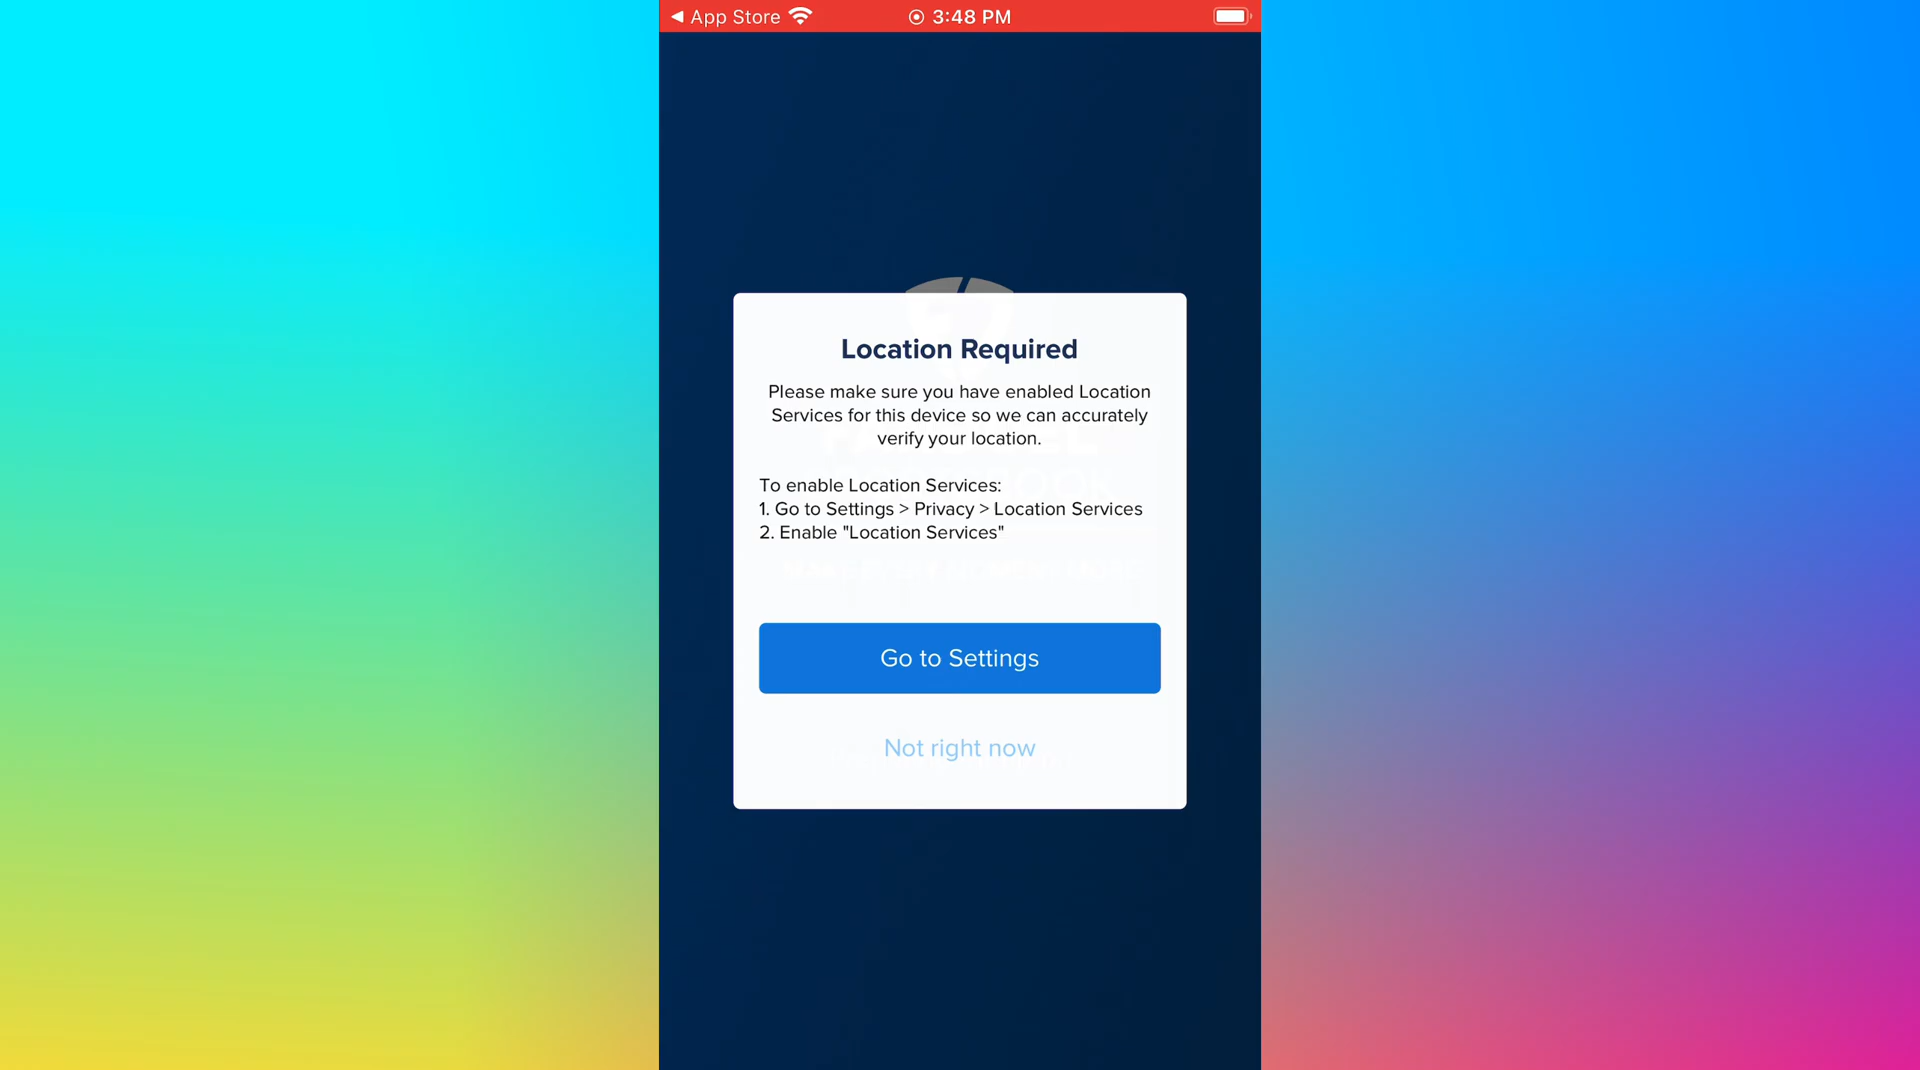 ◀ App Store 3:48 PM
Location Required
Please make sure you have enabled Location
Services for this device so we can accurately
verify your location.
To enable Location Services:
1. Go to Settings > Privacy > Location Services
2. Enable "Location Services"
Go to Settings
Not right now